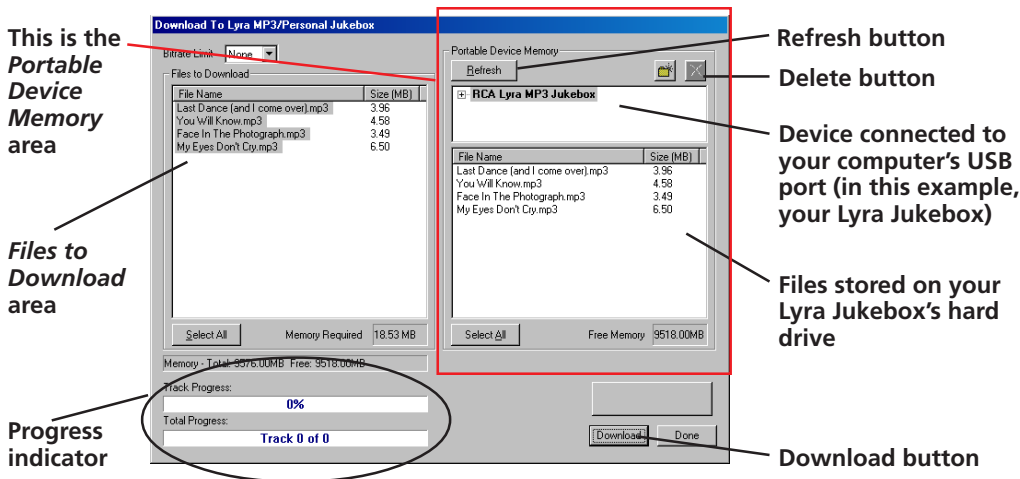 Download To Lyra MP3/Personal Jukebox
This is the
Portable
Device
Memory
area
Files to
Download
area
Progress
indicator
Bitrate Limit None
Files to Download
File Name Size (MB)
Last Dance (and I come over).mp3 3.96
You Will Know.mp3 4.58
Face In The Photograph.mp3 3.49
My Eyes Don't Cry.mp3 6.50
Select All Memory Required 18.53 MB
Memory - Total: 9576.00MB Free: 9518.00MB
Track Progress:
0%
Total Progress:
Track 0 of 0
Portable Device Memory
Refresh
RCA Lyra MP3 Jukebox
File Name Size (MB)
Last Dance (and I come over).mp3 3.96
You Will Know.mp3 4.58
Face In The Photograph.mp3 3.49
My Eyes Don't Cry.mp3 6.50
Select All Free Memory 9518.00MB
Download Done
Refresh button
Delete button
Device connected to
your computer's USB
port (in this example,
your Lyra Jukebox)
Files stored on your
Lyra Jukebox's hard
drive
Download button